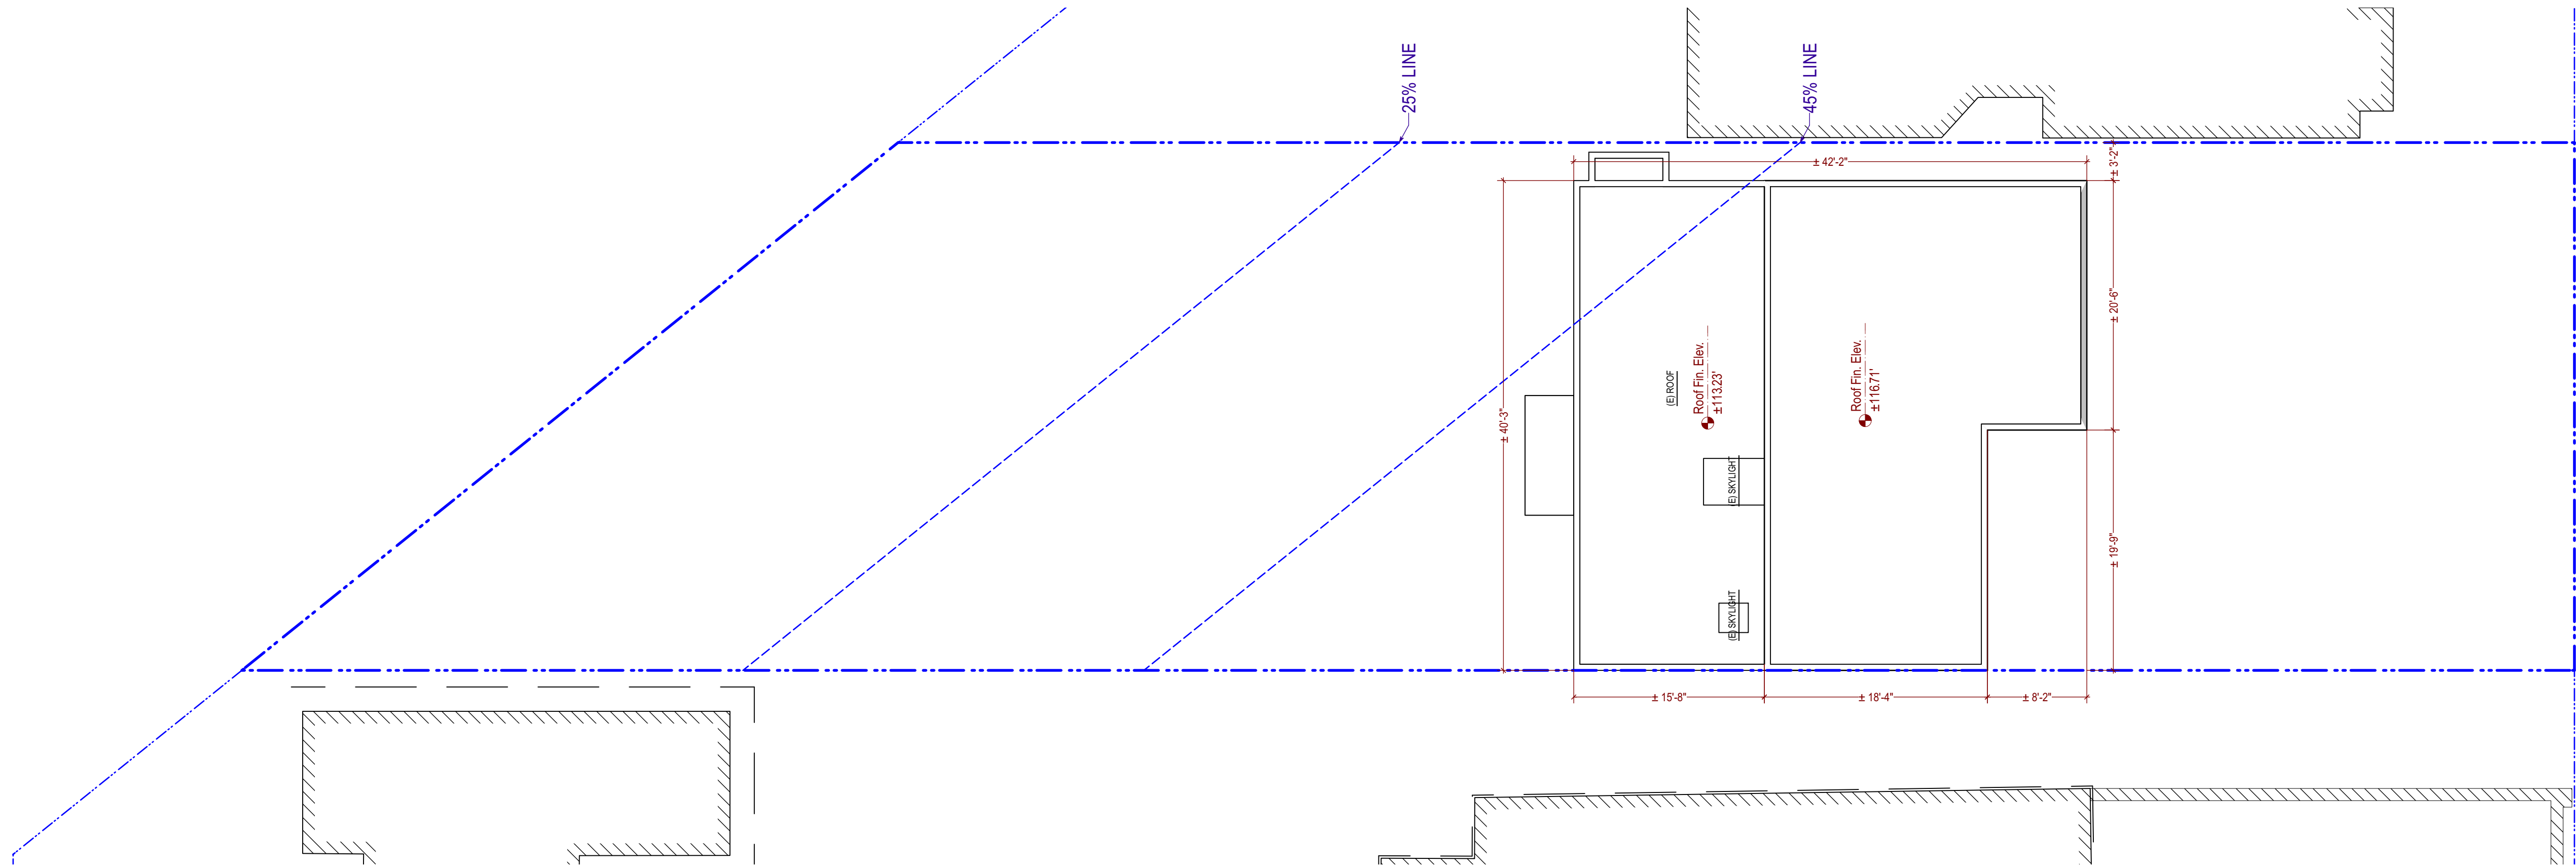 25% LINE
45% LINE
± 42'-2"
± 3'-2"
± 40'-3"
± 20'-6"
(E) ROOF
Roof Fin. Elev.
±113.23'
Roof Fin. Elev.
±116.71'
(E) SKYLIGHT
(E) SKYLIGHT
± 19'-9"
± 15'-8"
± 18'-4"
± 8'-2"